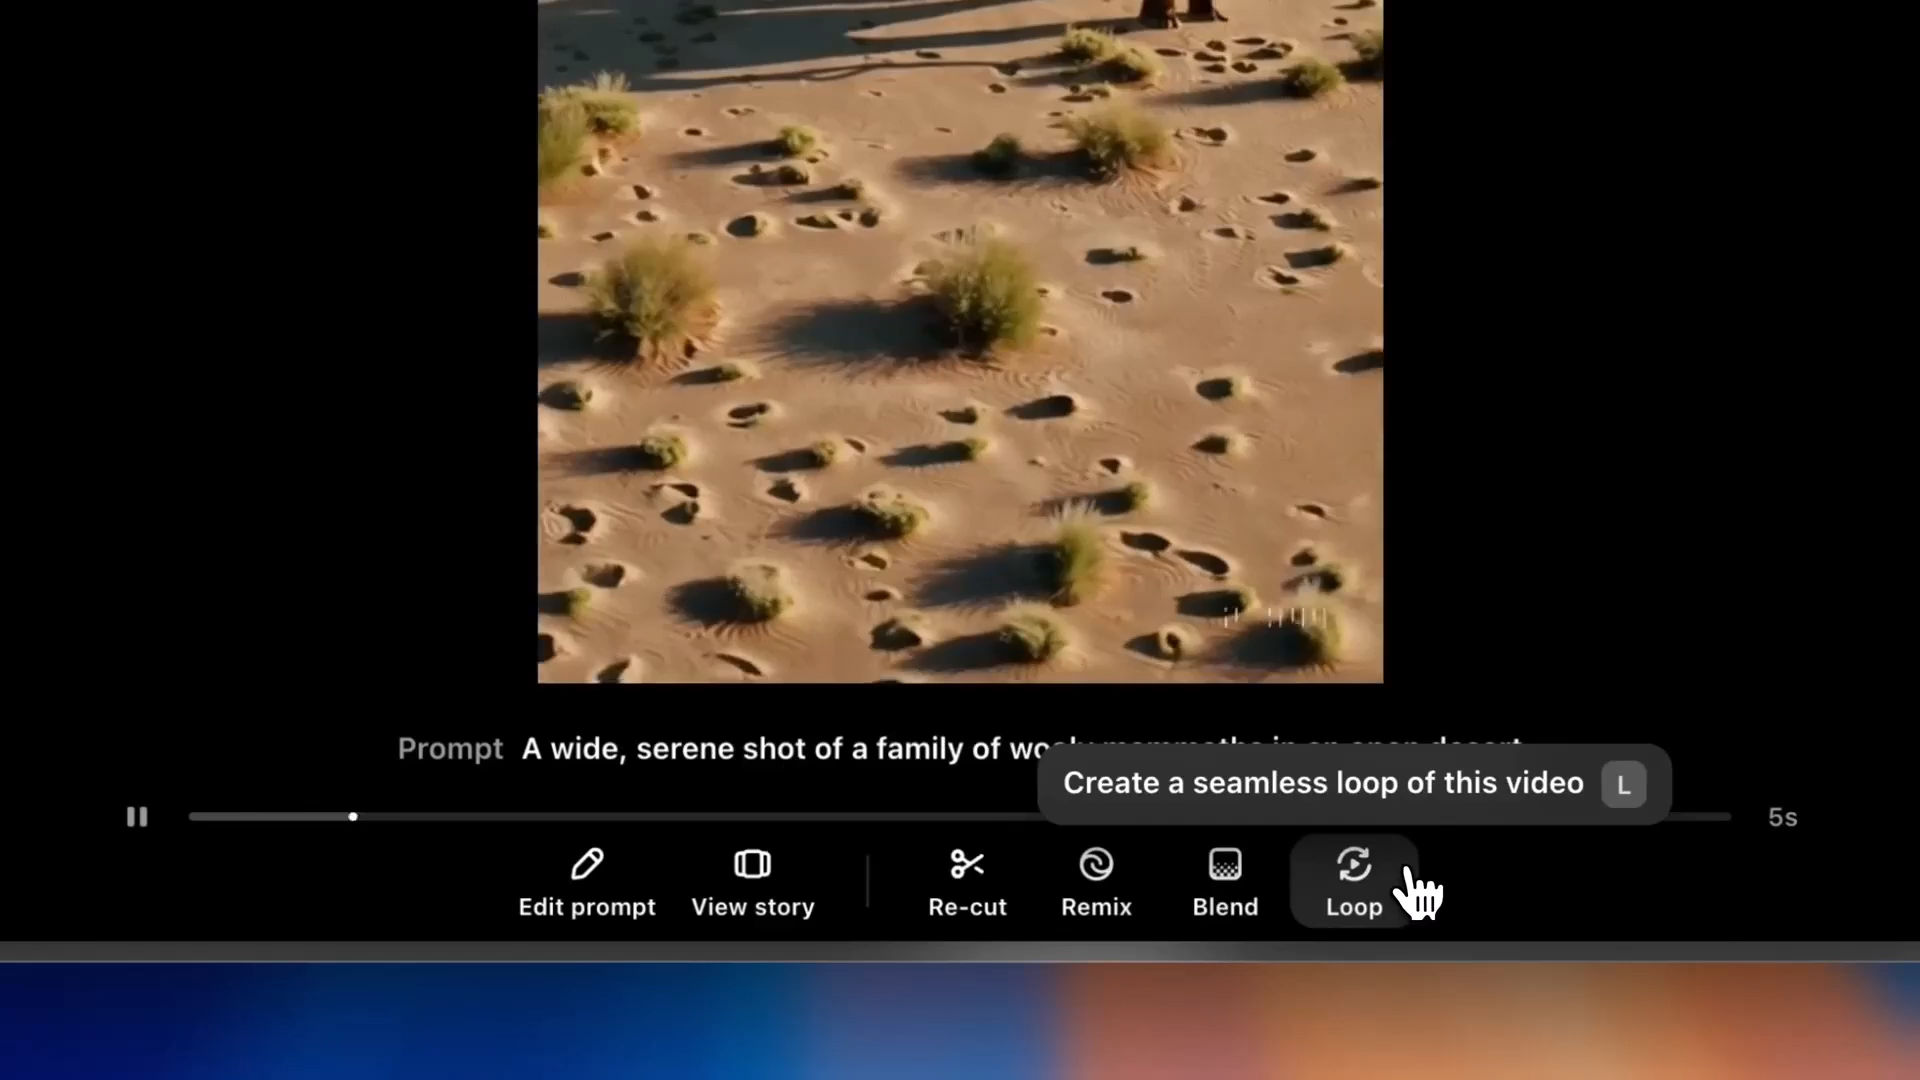 Prompt A wide, serene shot of a family of
Create a seamless loop of this video L
5s
Edit prompt View story Re-cut Remix Blend Loop